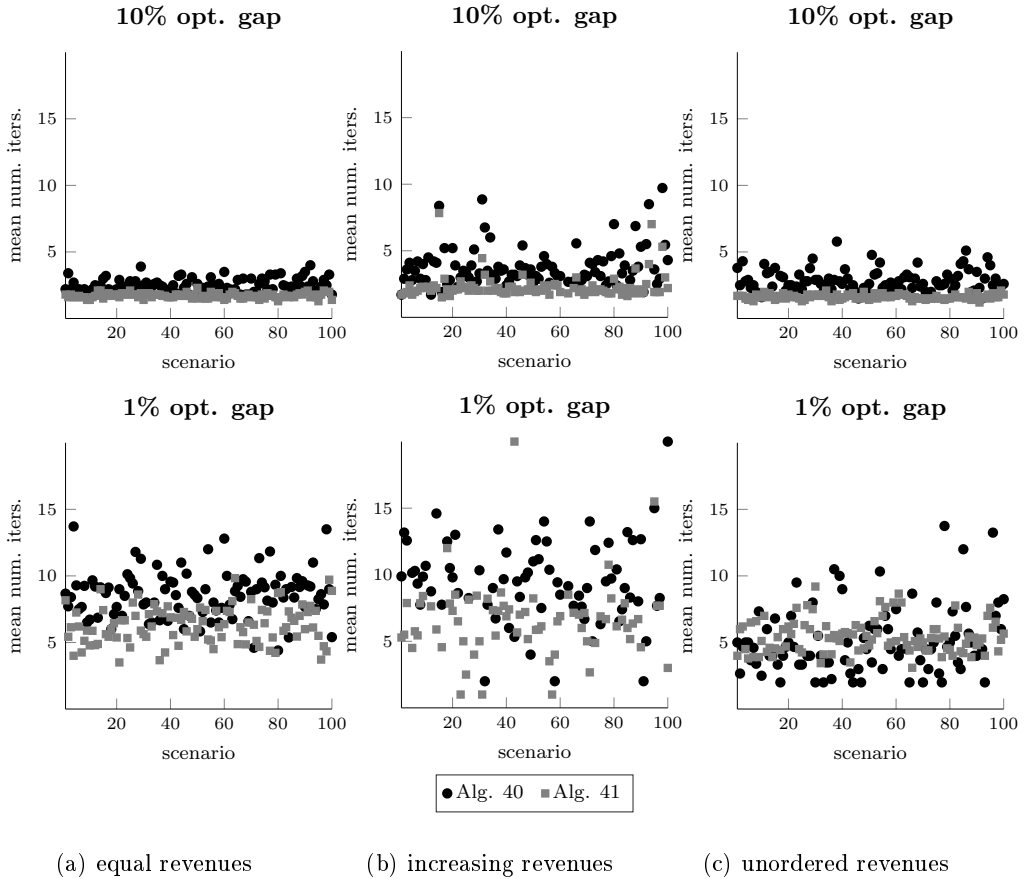 10% opt. gap
mean num. iters.
15
10
5
20
40
60
80
100
scenario
10% opt. gap
mean num. iters.
15
10
5
20
40
60
80
100
scenario
10% opt. gap
mean num. iters.
15
10
5
20
40
60
80
100
scenario
1% opt. gap
mean num. iters.
15
10
5
20
40
60
80
100
scenario
1% opt. gap
mean num. iters.
15
10
5
20
40
60
80
100
scenario
1% opt. gap
mean num. iters.
15
10
5
20
40
60
80
100
scenario
Alg. 40 Alg. 41
(a) equal revenues
(b) increasing revenues
(c) unordered revenues